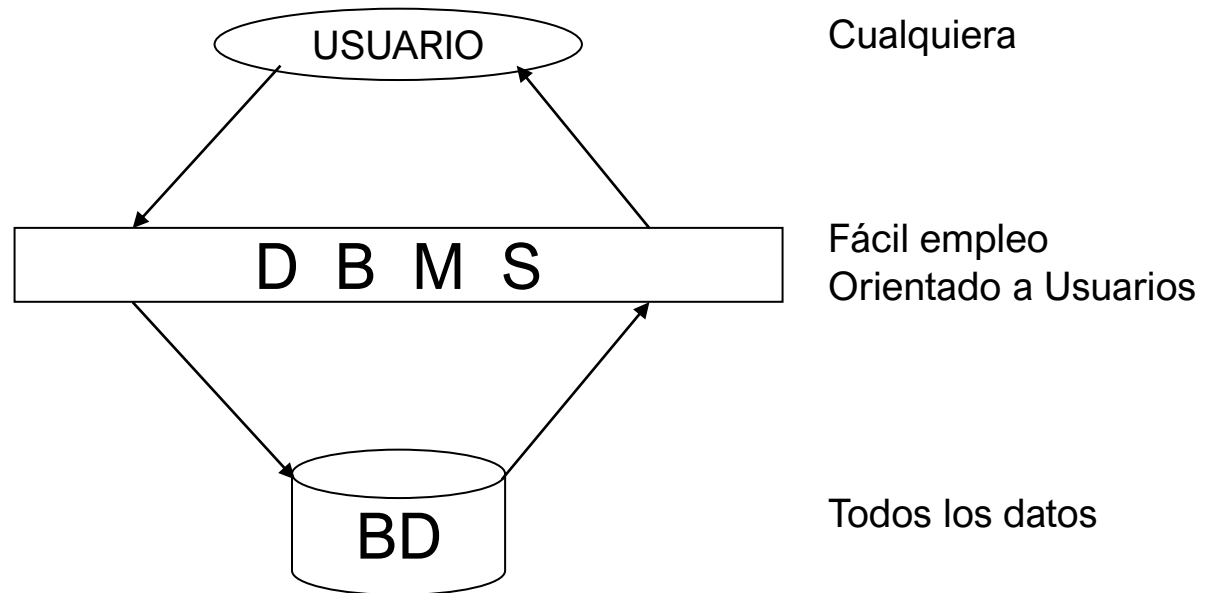 USUARIO
Cualquiera
D B M S
Fácil empleo
Orientado a Usuarios
BD
Todos los datos